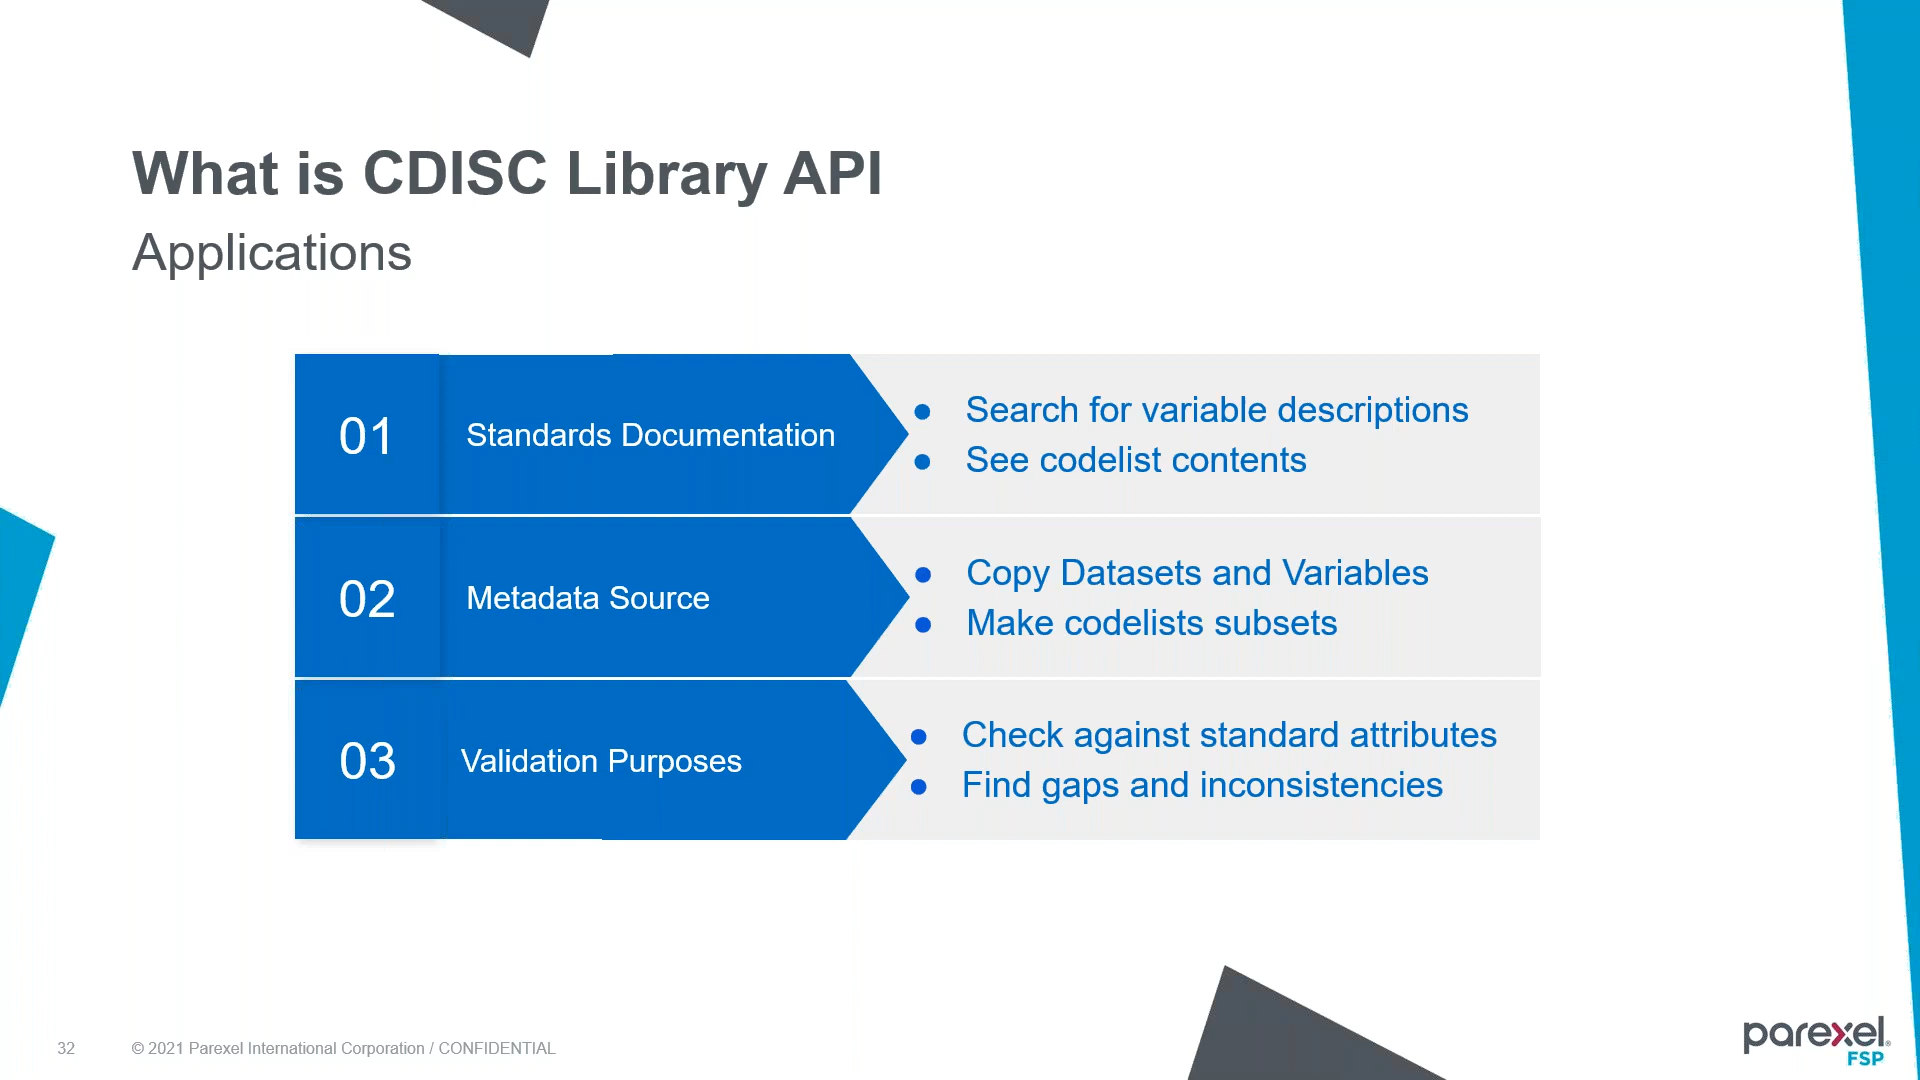 What is CDISC Library API
Applications
01
Standards Documentation
● Search for variable descriptions
● See codelist contents
02
Metadata Source
● Copy Datasets and Variables
● Make codelists subsets
03
Validation Purposes
● Check against standard attributes
● Find gaps and inconsistencies
32
© 2021 Parexel International Corporation / CONFIDENTIAL
parexel®
FSP